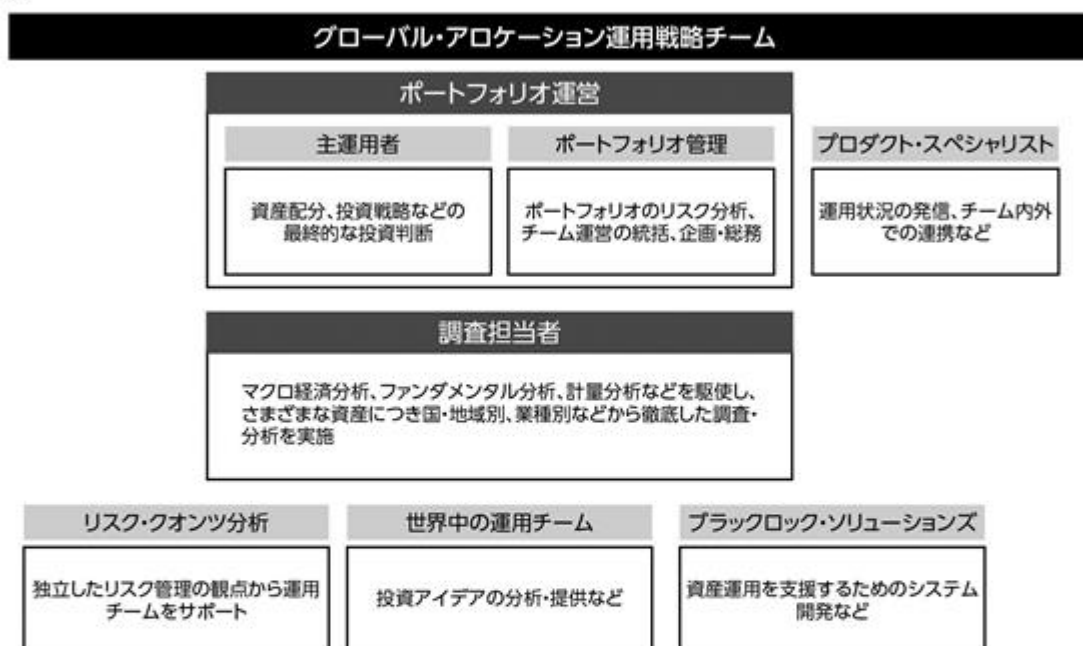 グローバル・アロケーション運用戦略チーム
ポートフォリオ運営
主運用者
資産配分、投資戦略などの
最終的な投資判断
ポートフォリオ管理
ポートフォリオのリスク分析、
チーム運営の統括、企画・総務
プロダクト・スペシャリスト
運用状況の発信、チーム内外
での連携など
調査担当者
マクロ経済分析、ファンダメンタル分析、計量分析などを駆使し、
さまざまな資産につき国・地域別、業種別などから徹底した調査・
分析を実施
リスク・クオンツ分析
独立したリスク管理の観点から運用
チームをサポート
世界中の運用チーム
投資アイデアの分析・提供など
ブラックロック・ソリューションズ
資産運用を支援するためのシステム
開発など